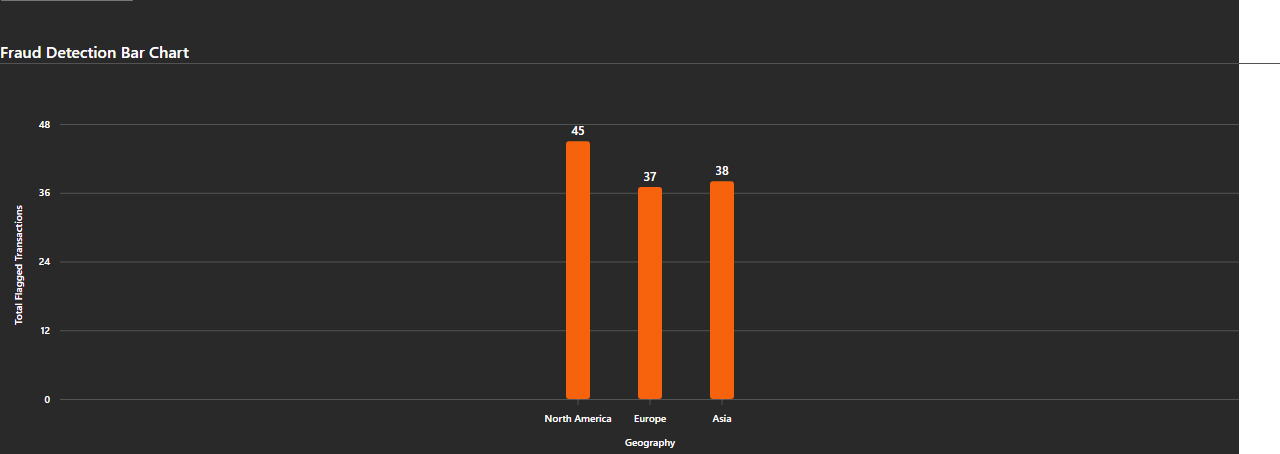 Fraud Detection Bar Chart
48
36
24
12
0
Total Flagged Transactions
45
37
38
North America
Europe
Asia
Geography